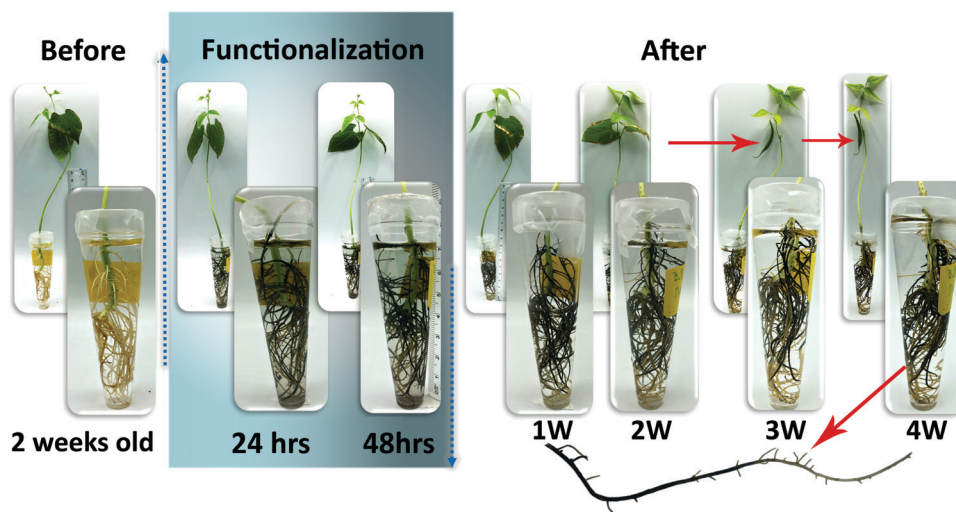 Before
Functionalization
After
2 weeks old
24 hrs
48hrs
1W
2W
3W
4W